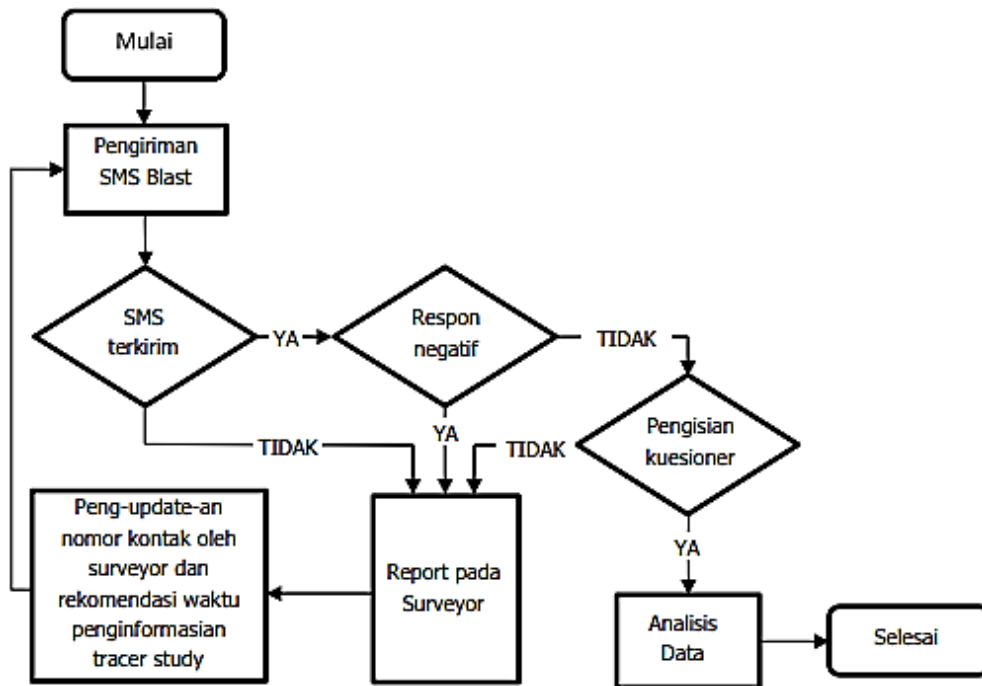 Mulai
Pengiriman
SMS Blast
SMS
terkirim
YA
Respon
negatif
TIDAK
Pengisian
kuesioner
TIDAK
YA
TIDAK
YA
Peng-update-an
nomor kontak oleh
surveyor dan
rekomendasi waktu
penginformasian
tracer study
Report pada
Surveyor
Analisis
Data
Selesai